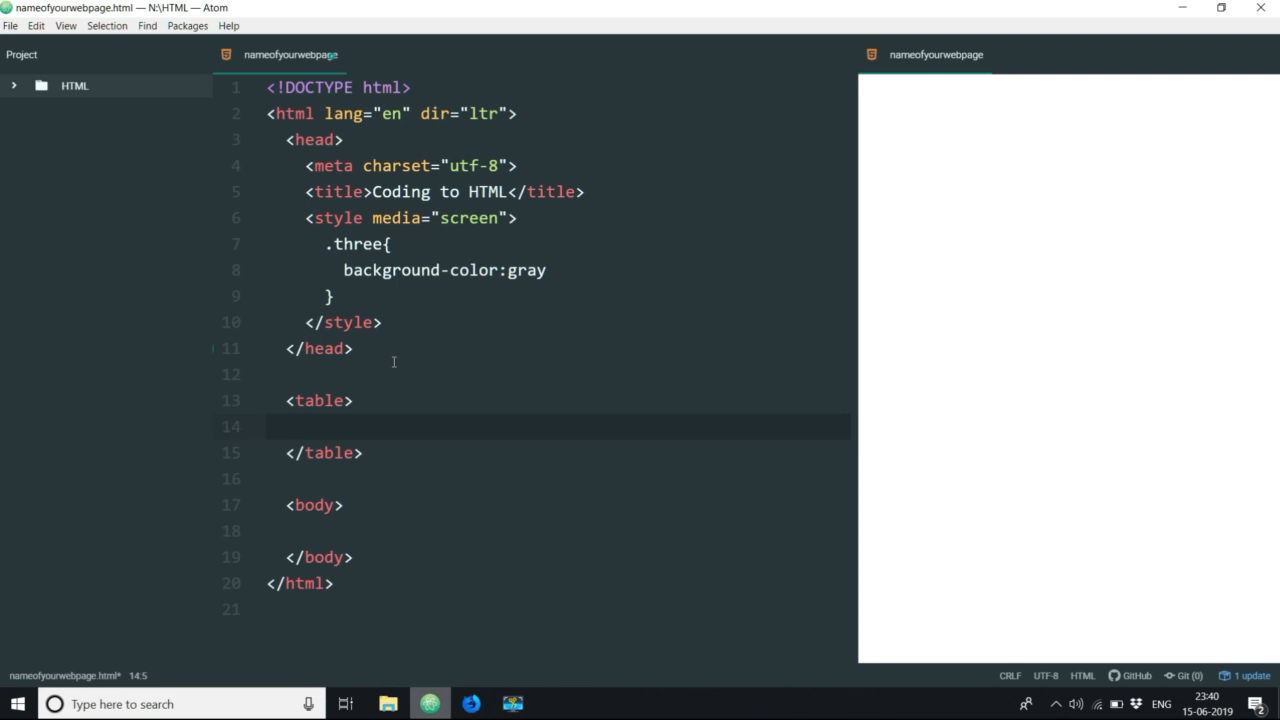 nameofyourwebpage.html — N:\HTML — Atom
File Edit View Selection Find Packages Help
Project
nameofyourwebpage
nameofyourwebpage
HTML
1 <!DOCTYPE html>
2 <html lang="en" dir="ltr">
3 <head>
4 <meta charset="utf-8">
5 <title>Coding to HTML</title>
6 <style media="screen">
7 .three{
8 background-color:gray
9 }
10 </style>
11 </head>
12
13 <table>
14
15 </table>
16
17 <body>
18
19 </body>
20 </html>
21
nameofyourwebpage.html* 14:5 CRLF UTF-8 HTML GitHub Git (0) 1 update
Type here to search
ENG
23:40
15-06-2019
2